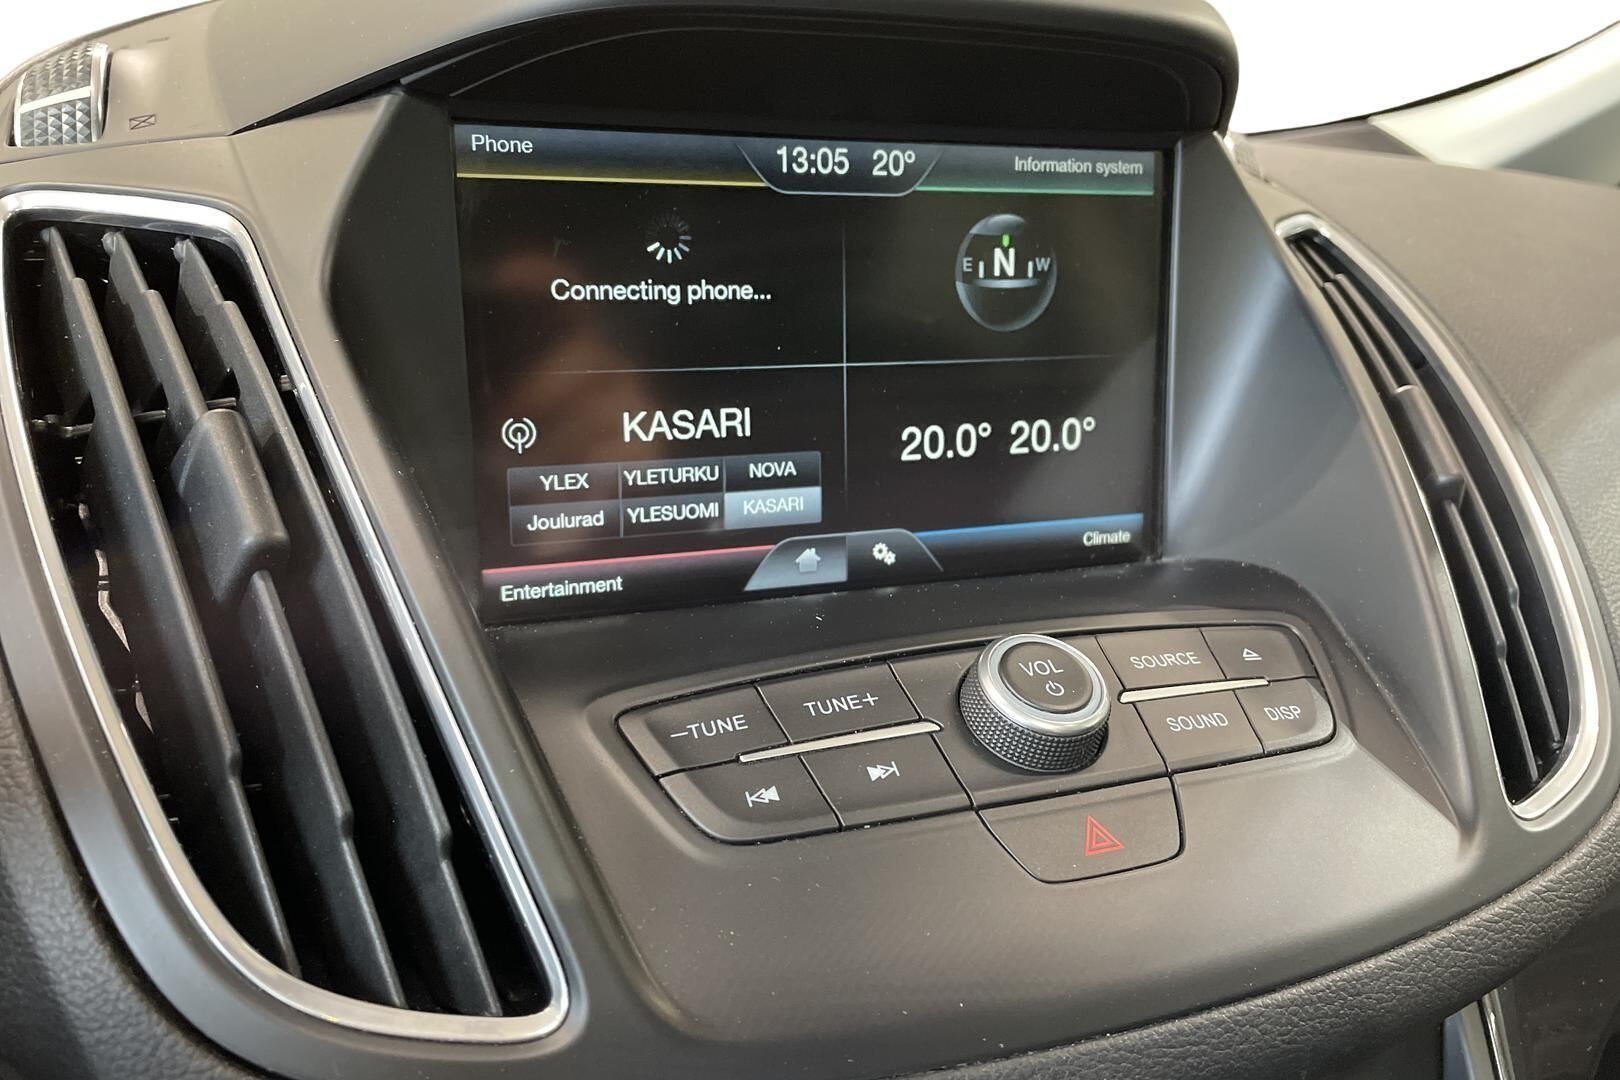 Phone
13:05 20°
Information system
Connecting phone...
E N W
KASARI
20.0° 20.0°
YLEX YLETURKU NOVA
Joulurad YLESUOMI KASARI
Entertainment
Climate
VOL
SOURCE
–TUNE TUNE+
SOUND DISP